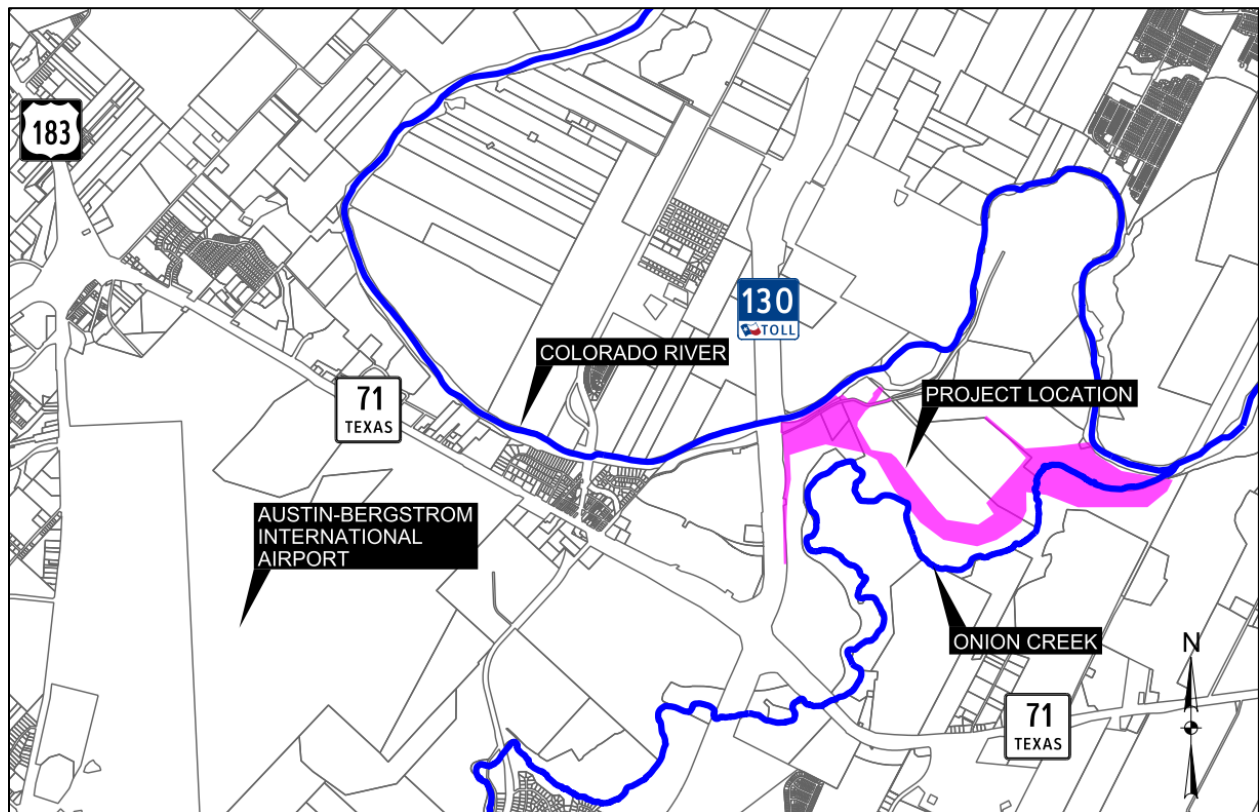 183
130
TOLL
COLORADO RIVER
71
TEXAS
PROJECT LOCATION
AUSTIN-BERGSTROM
INTERNATIONAL
AIRPORT
ONION CREEK
N
71
TEXAS